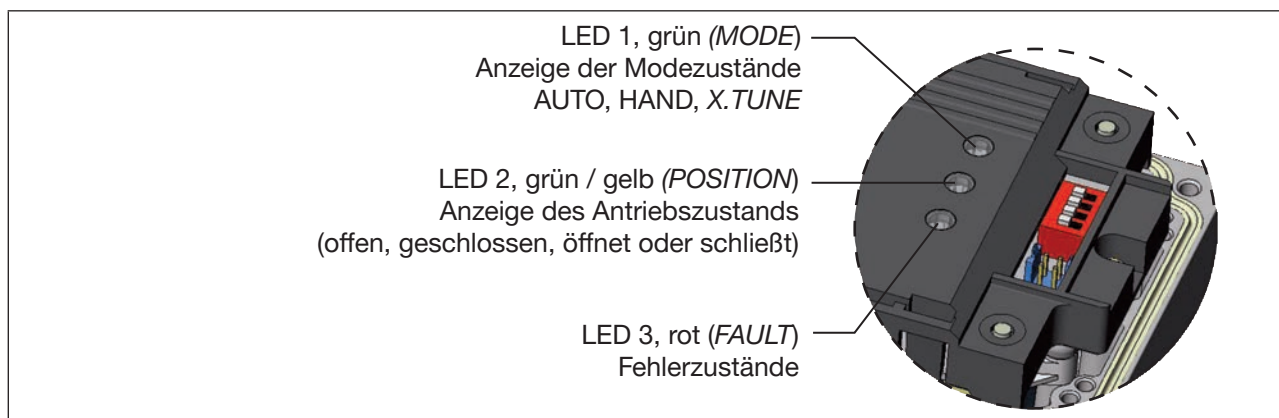 LED 1, grün (MODE)
Anzeige der Modezustände
AUTO, HAND, X.TUNE
LED 2, grün / gelb (POSITION)
Anzeige des Antriebszustands
(offen, geschlossen, öffnet oder schließt)
LED 3, rot (FAULT)
Fehlerzustände